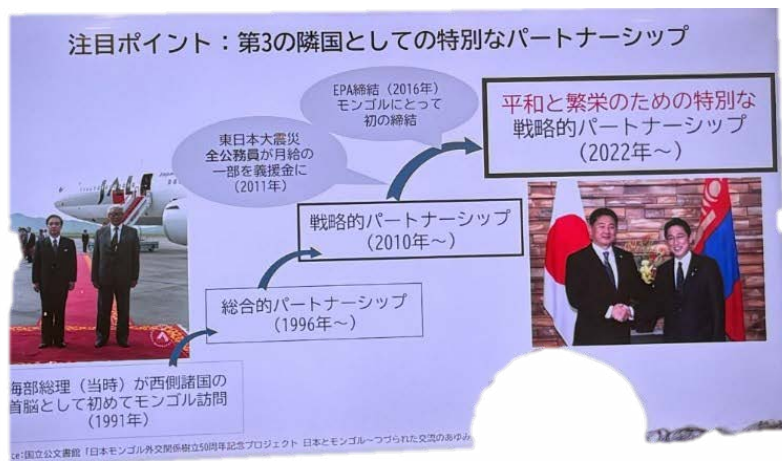 注目ポイント：第3の隣国としての特別なパートナーシップ
EPA締結（2016年）
モンゴルにとって
初の締結
平和と繁栄のための特別な
戦略的パートナーシップ
（2022年～）
東日本大震災
全公務員が月給の
一部を義援金に
（2011年）
戦略的パートナーシップ
（2010年～）
総合的パートナーシップ
（1996年～）
海部総理（当時）が西側諸国の
首脳として初めてモンゴル訪問
（1991年）
ce:国立公文書館「日本モンゴル外交関係樹立50周年記念プロジェクト 日本とモンゴル～つづられた交流のあゆみ